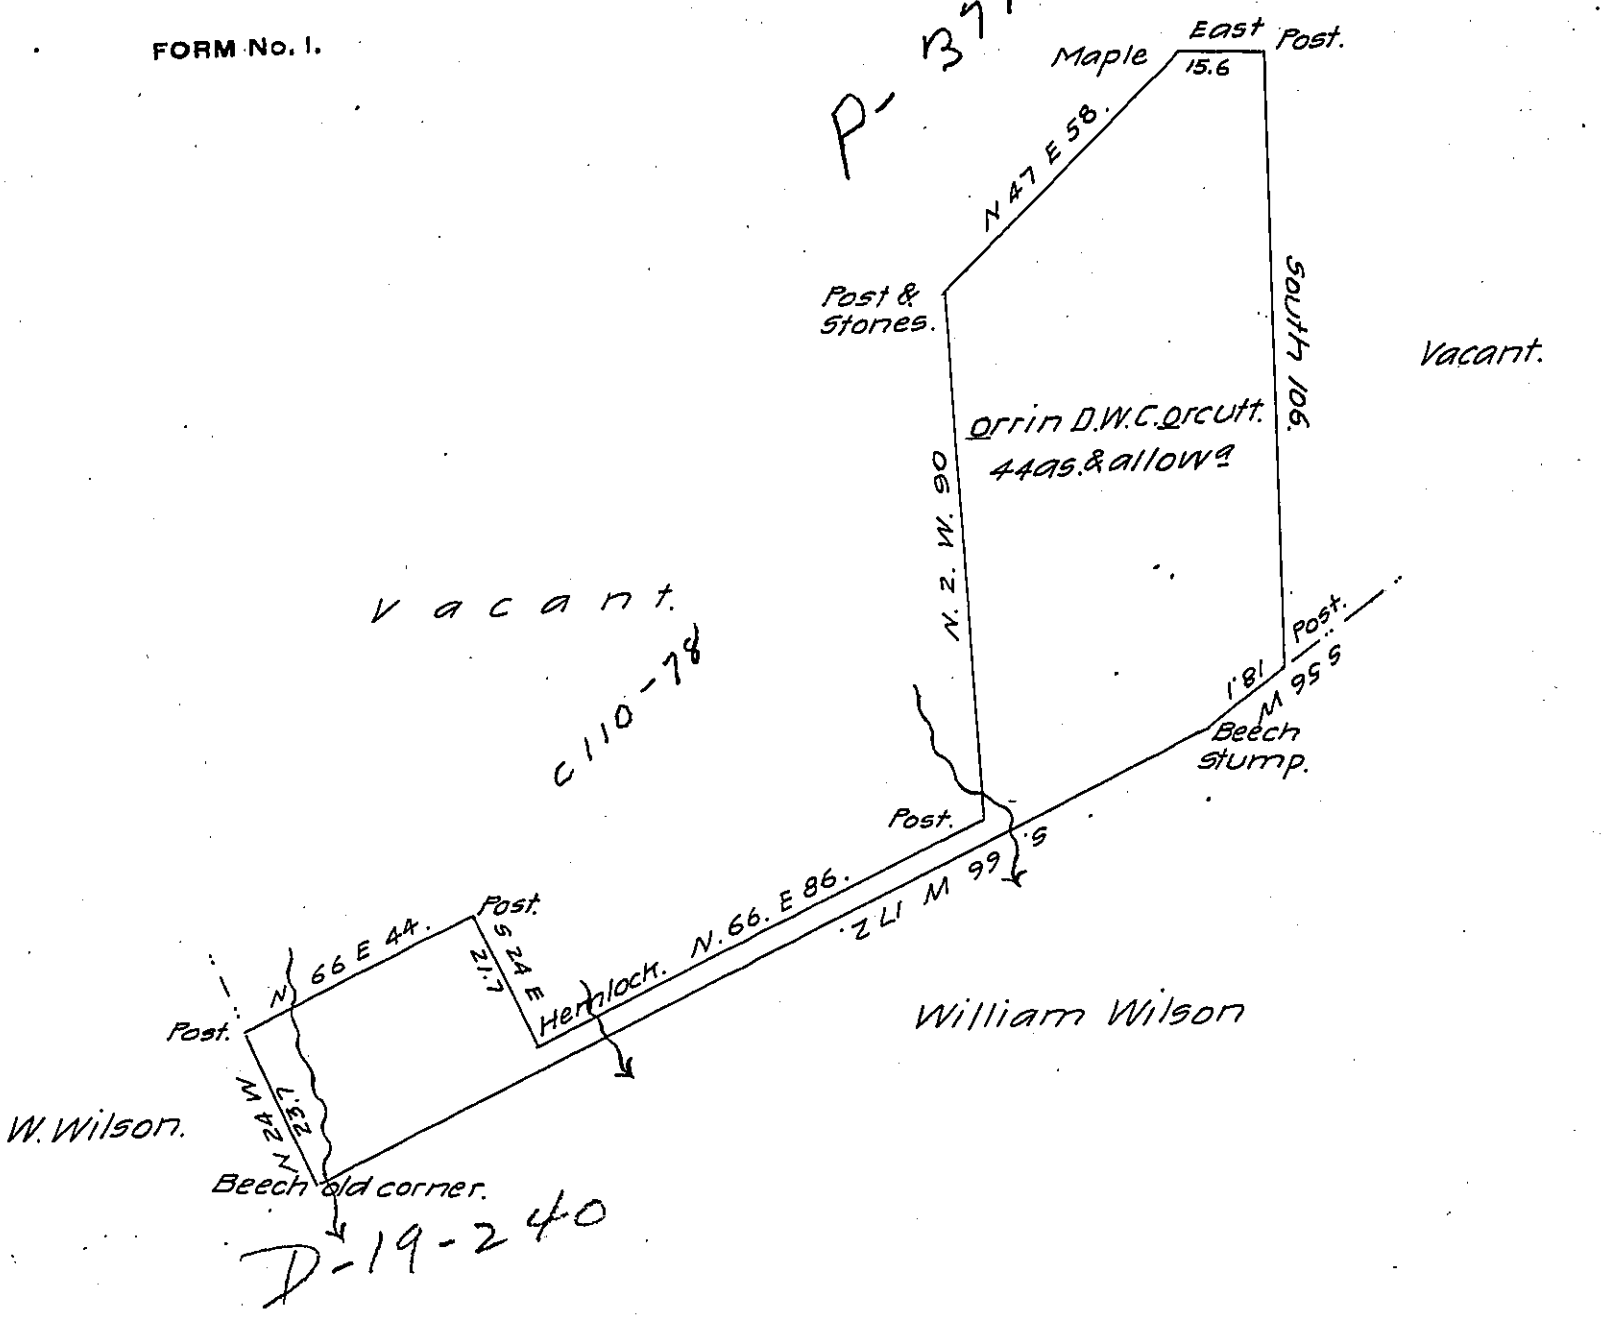 FORM No. 1.
P- B
Maple
East
Post.
15.6
N 47 E 58.
Post &
Stones.
South 106.
Vacant.
Orrin D.W.C. Orcutt.
44as. & allowa
N. 2. W. 90
Vacant.
C 110-78
Post.
18.1
S 56 W
Beech
stump.
Post.
S. 66 W 172.
N. 66. E 86.
Post.
N 66 E 44.
S 24 E
21.7
Hemlock.
William Wilson
Post.
N 24 W
23.7
W. Wilson.
Beech old corner.
D-19-240